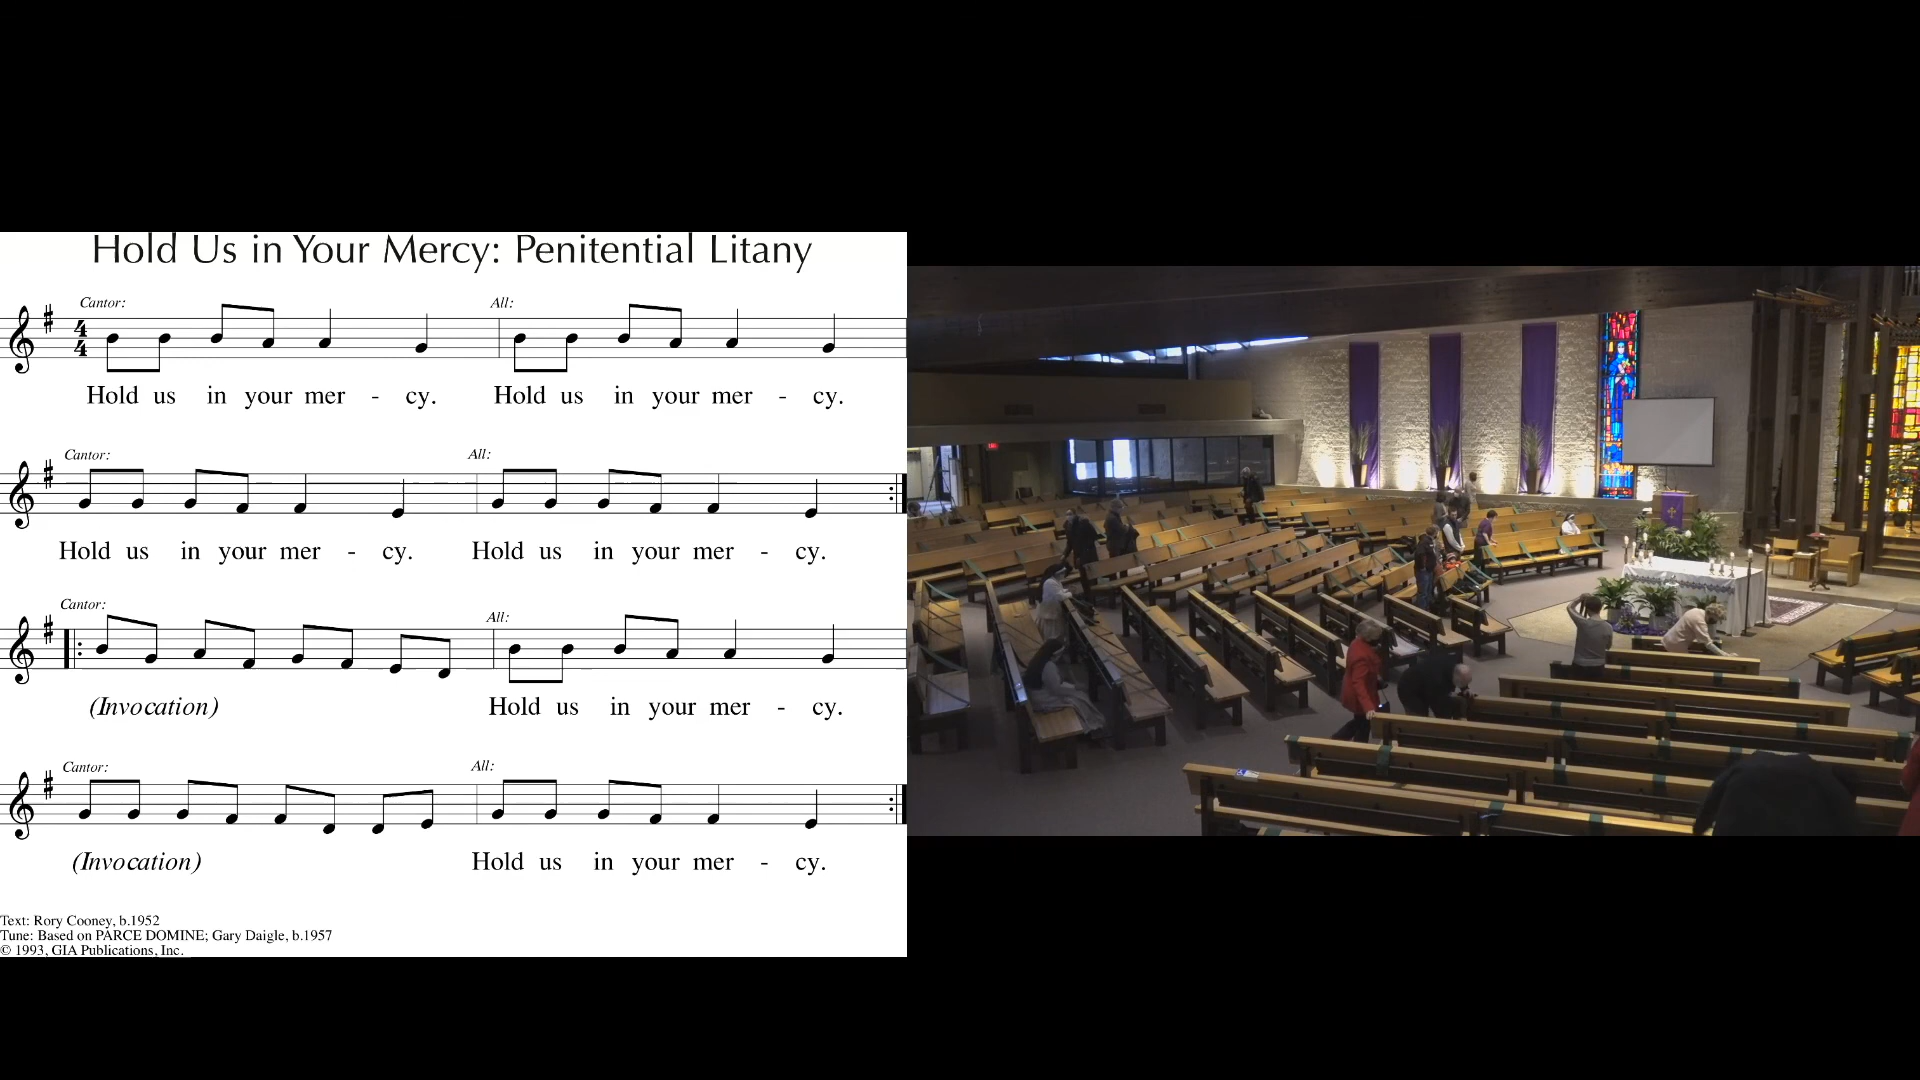 Hold Us in Your Mercy: Penitential Litany
Cantor: All:
4
4
Hold us in your mer - cy. Hold us in your mer - cy.
Cantor: All:
Hold us in your mer - cy. Hold us in your mer - cy.
Cantor: All:
(Invocation) Hold us in your mer - cy.
Cantor: All:
(Invocation) Hold us in your mer - cy.
Text: Rory Cooney, b.1952
Tune: Based on PARCE DOMINE; Gary Daigle, b.1957
© 1993, GIA Publications, Inc.